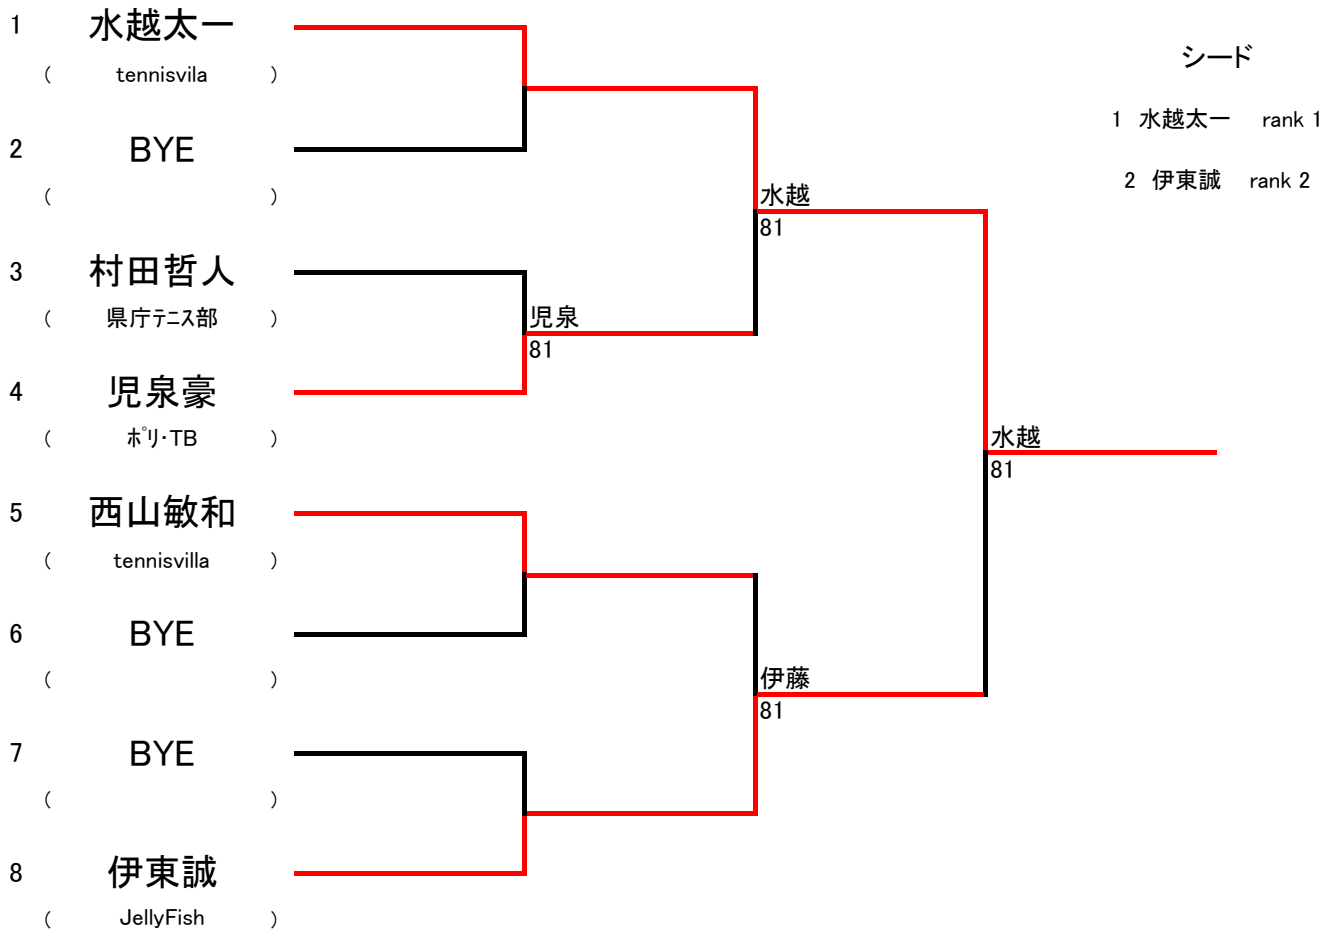 1 水越太一
( tennisvila )
2 BYE
( )
3 村田哲人
( 県庁ﾃﾆｽ部 )
4 児泉豪
( ﾎﾟﾘ･TB )
5 西山敏和
( tennisvilla )
6 BYE
( )
7 BYE
( )
8 伊東誠
( JellyFish )
児泉
81
水越
81
伊藤
81
水越
81
シード
1 水越太一 rank 1
2 伊東誠 rank 2